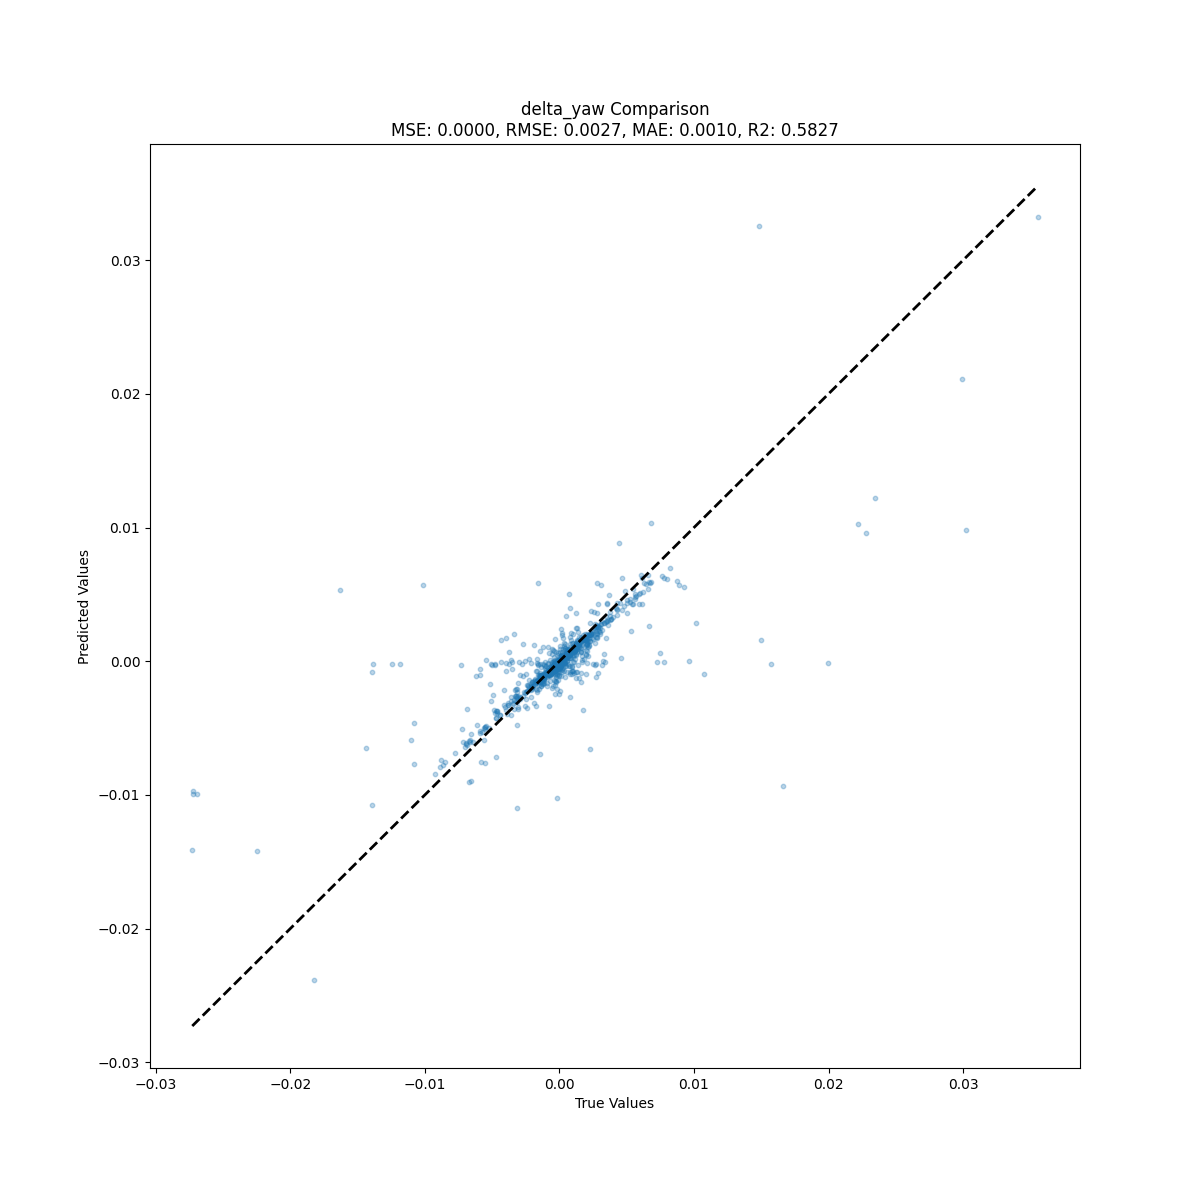 delta_yaw Comparison
MSE: 0.0000, RMSE: 0.0027, MAE: 0.0010, R2: 0.5827
0.03
0.02
0.01
0.00
−0.01
−0.02
−0.03
Predicted Values
−0.03 −0.02 −0.01 0.00 0.01 0.02 0.03
True Values